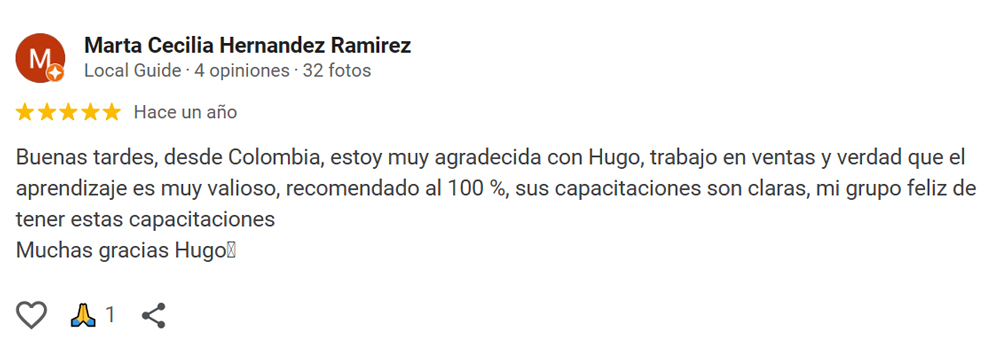 M
Marta Cecilia Hernandez Ramirez
Local Guide · 4 opiniones · 32 fotos
Hace un año
Buenas tardes, desde Colombia, estoy muy agradecida con Hugo, trabajo en ventas y verdad que el
aprendizaje es muy valioso, recomendado al 100 %, sus capacitaciones son claras, mi grupo feliz de
tener estas capacitaciones
Muchas gracias Hugo
1